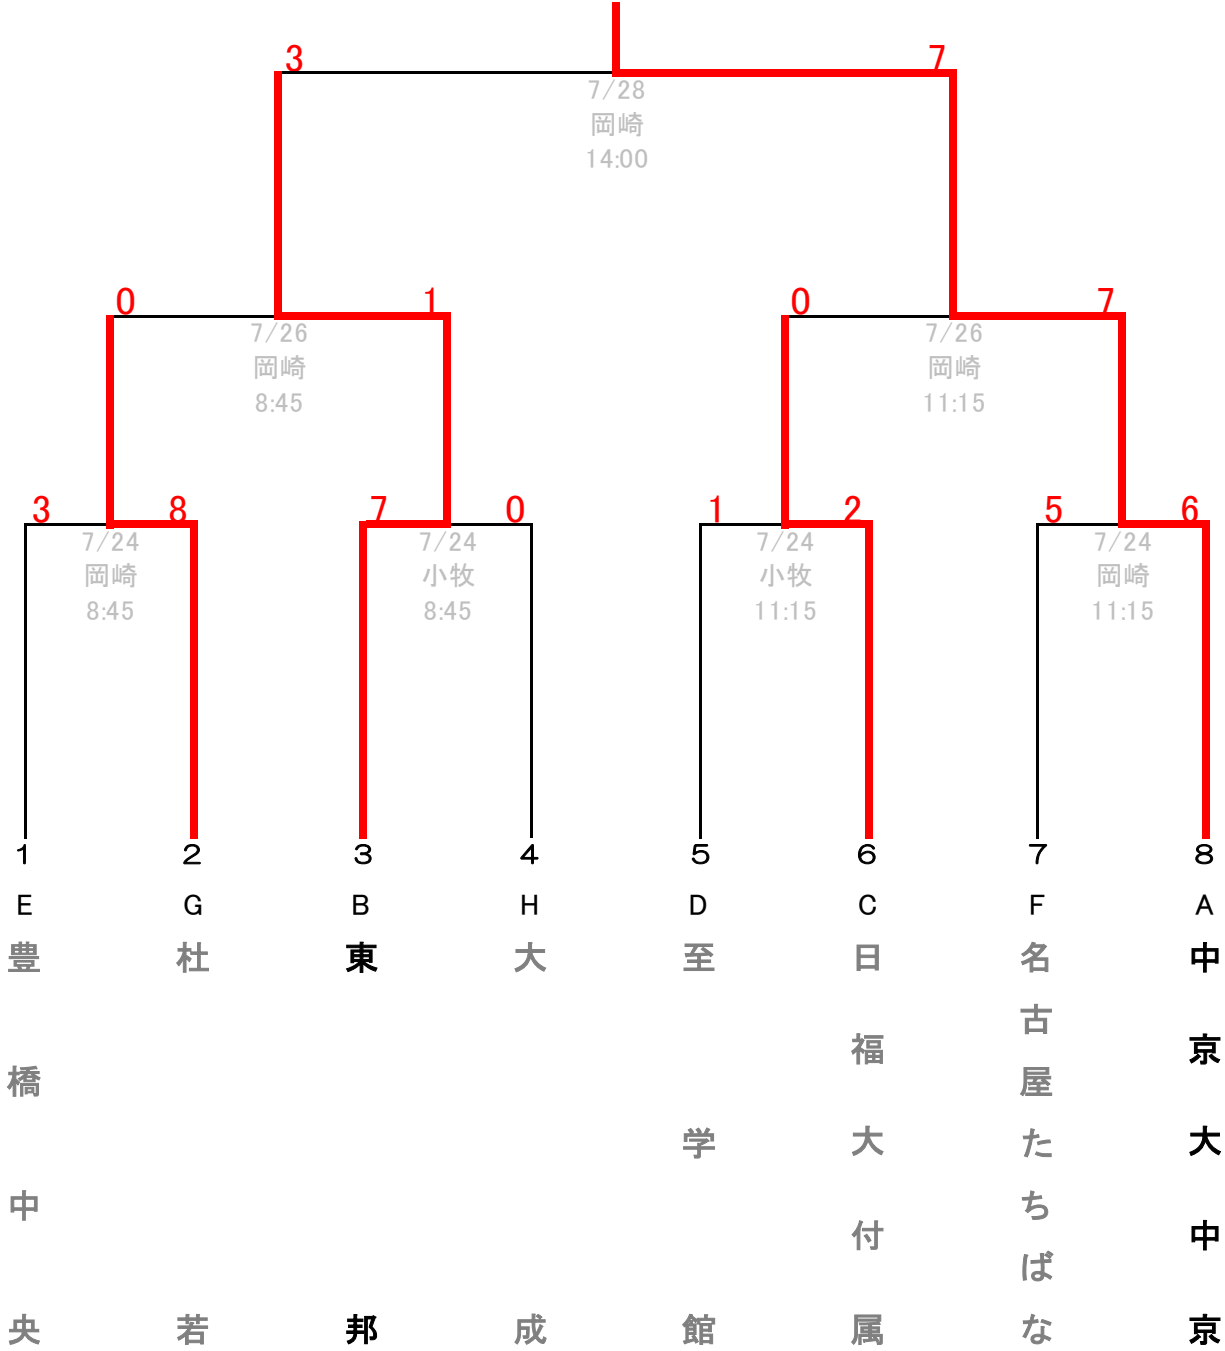 3 7
7/28
岡崎
14:00
0 1 0 7
7/26 7/26
岡崎 岡崎
8:45 11:15
3 8 7 0 1 2 5 6
7/24 7/24 7/24 7/24
岡崎 小牧 小牧 岡崎
8:45 8:45 11:15 11:15
1 2 3 4 5 6 7 8
E G B H D C F A
豊橋中央
杜若
東邦
大成
至学館
日福大付属
名古屋たちばな
中京大中京